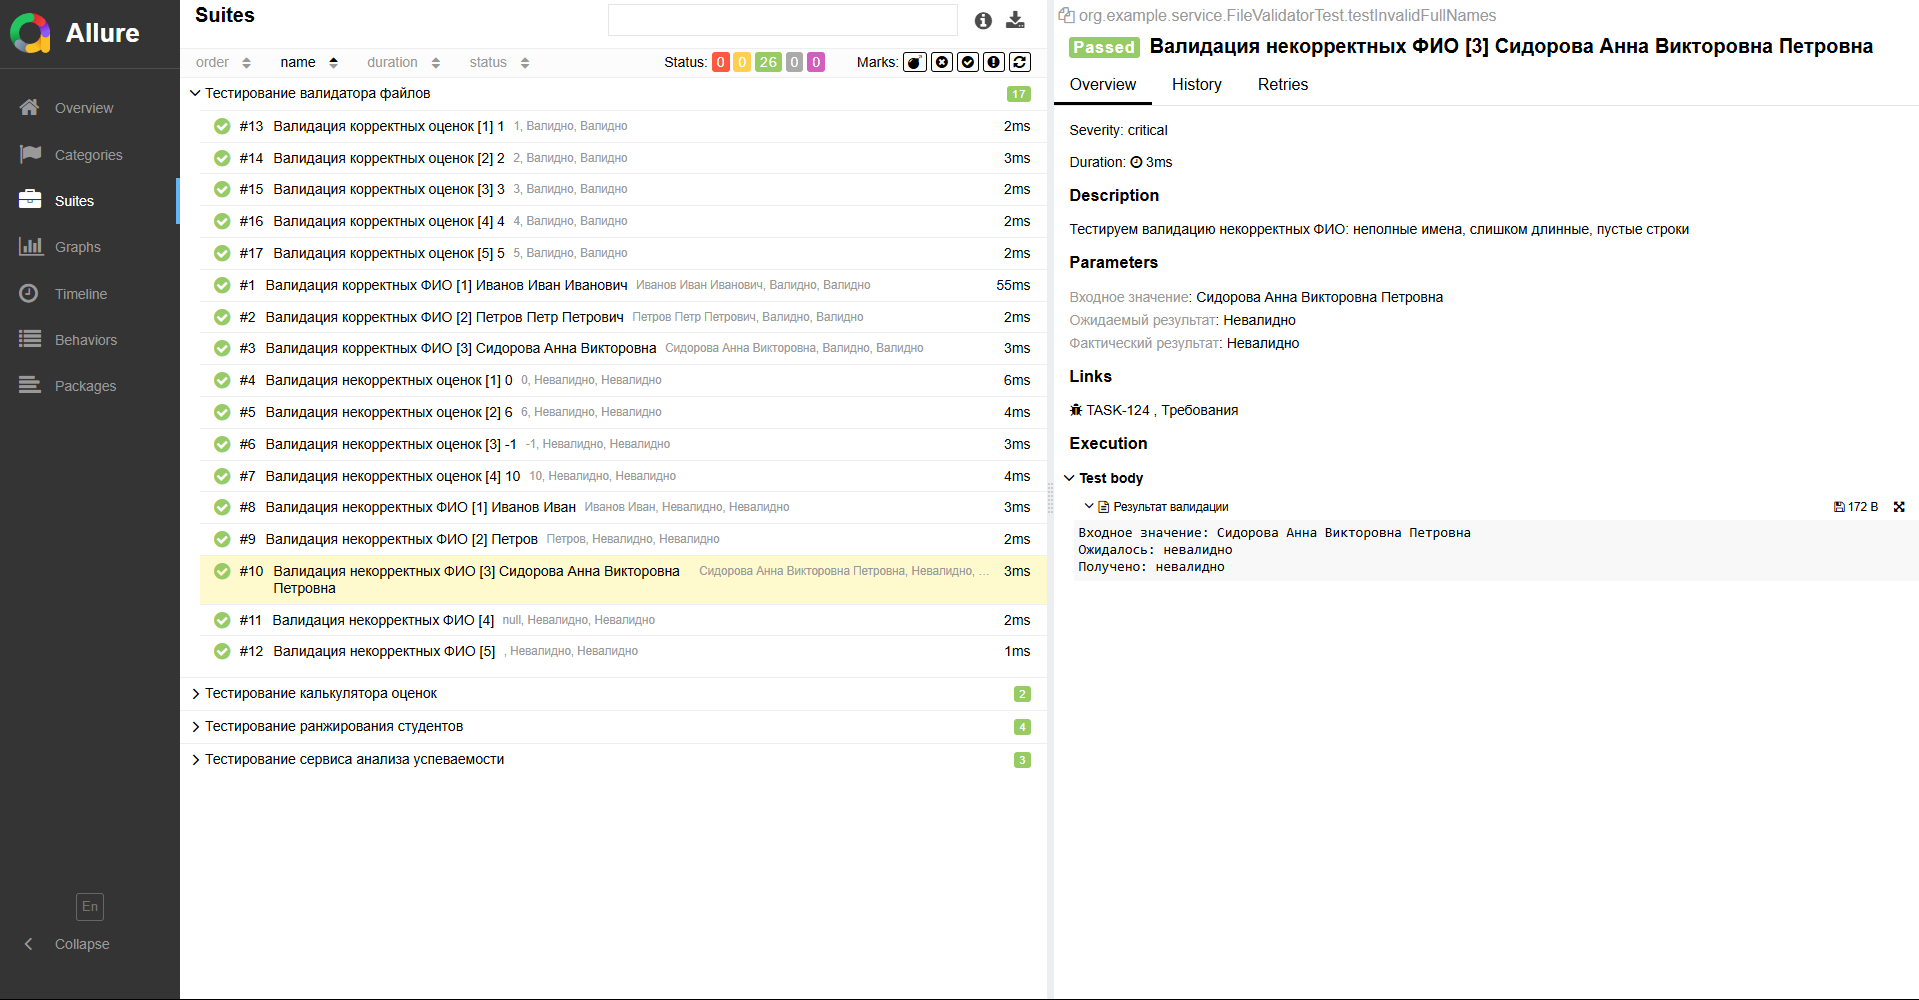 Allure
Overview
Categories
Suites
Graphs
Timeline
Behaviors
Packages
En
Collapse
Suites
order name duration status Status: 0 0 26 0 0 Marks:
Тестирование валидатора файлов 17
#13 Валидация корректных оценок [1] 1 1, Валидно, Валидно 2ms
#14 Валидация корректных оценок [2] 2 2, Валидно, Валидно 3ms
#15 Валидация корректных оценок [3] 3 3, Валидно, Валидно 2ms
#16 Валидация корректных оценок [4] 4 4, Валидно, Валидно 2ms
#17 Валидация корректных оценок [5] 5 5, Валидно, Валидно 2ms
#1 Валидация корректных ФИО [1] Иванов Иван Иванович Иванов Иван Иванович, Валидно, Валидно 55ms
#2 Валидация корректных ФИО [2] Петров Петр Петрович Петров Петр Петрович, Валидно, Валидно 2ms
#3 Валидация корректных ФИО [3] Сидорова Анна Викторовна Сидорова Анна Викторовна, Валидно, Валидно 3ms
#4 Валидация некорректных оценок [1] 0 0, Невалидно, Невалидно 6ms
#5 Валидация некорректных оценок [2] 6 6, Невалидно, Невалидно 4ms
#6 Валидация некорректных оценок [3] -1 -1, Невалидно, Невалидно 3ms
#7 Валидация некорректных оценок [4] 10 10, Невалидно, Невалидно 4ms
#8 Валидация некорректных ФИО [1] Иванов Иван Иванов Иван, Невалидно, Невалидно 3ms
#9 Валидация некорректных ФИО [2] Петров Петров, Невалидно, Невалидно 2ms
#10 Валидация некорректных ФИО [3] Сидорова Анна Викторовна Сидорова Анна Викторовна Петровна, Невалидно, ... 3ms
Петровна
#11 Валидация некорректных ФИО [4] null, Невалидно, Невалидно 2ms
#12 Валидация некорректных ФИО [5] , Невалидно, Невалидно 1ms
Тестирование калькулятора оценок 2
Тестирование ранжирования студентов 4
Тестирование сервиса анализа успеваемости 3
org.example.service.FileValidatorTest.testInvalidFullNames
Passed Валидация некорректных ФИО [3] Сидорова Анна Викторовна Петровна
Overview History Retries
Severity: critical
Duration: 3ms
Description
Тестируем валидацию некорректных ФИО: неполные имена, слишком длинные, пустые строки
Parameters
Входное значение: Сидорова Анна Викторовна Петровна
Ожидаемый результат: Невалидно
Фактический результат: Невалидно
Links
TASK-124 , Требования
Execution
Test body
Результат валидации 172 B
Входное значение: Сидорова Анна Викторовна Петровна
Ожидалось: невалидно
Получено: невалидно